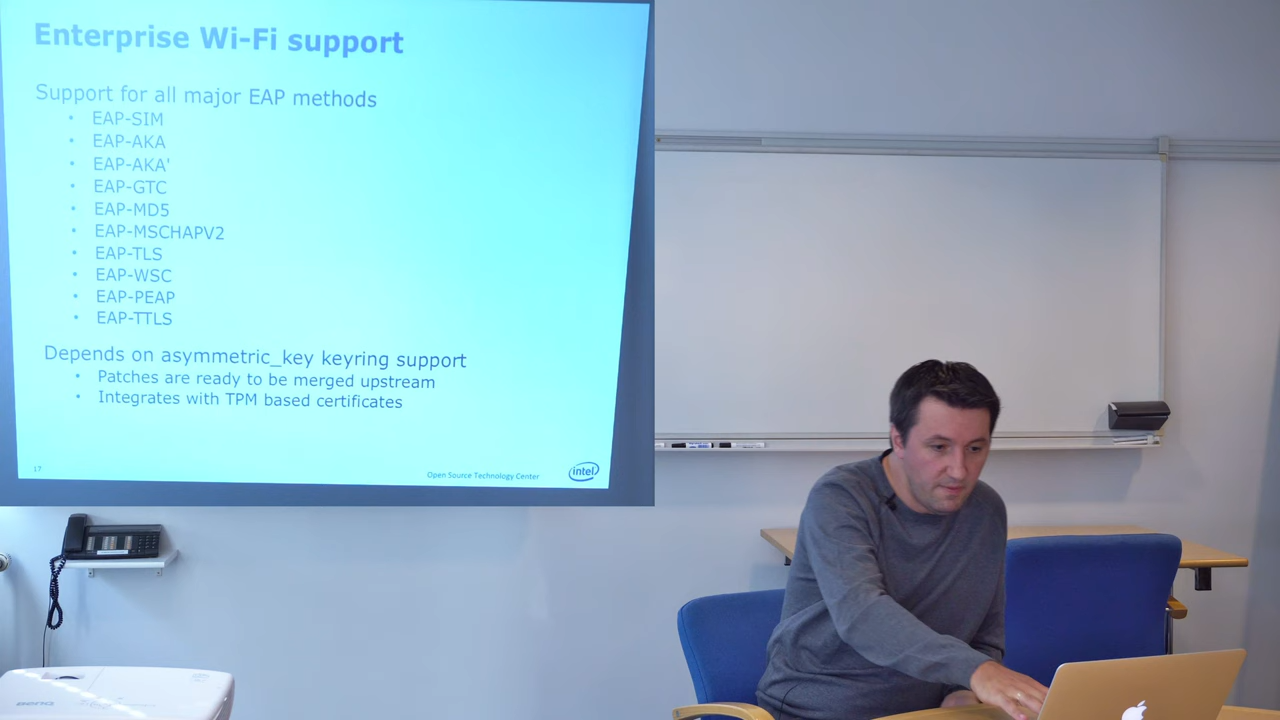 Enterprise Wi-Fi support
Support for all major EAP methods
• EAP-SIM
• EAP-AKA
• EAP-AKA'
• EAP-GTC
• EAP-MD5
• EAP-MSCHAPV2
• EAP-TLS
• EAP-WSC
• EAP-PEAP
• EAP-TTLS
Depends on asymmetric_key keyring support
• Patches are ready to be merged upstream
• Integrates with TPM based certificates
17
Open Source Technology Center
intel
BenQ